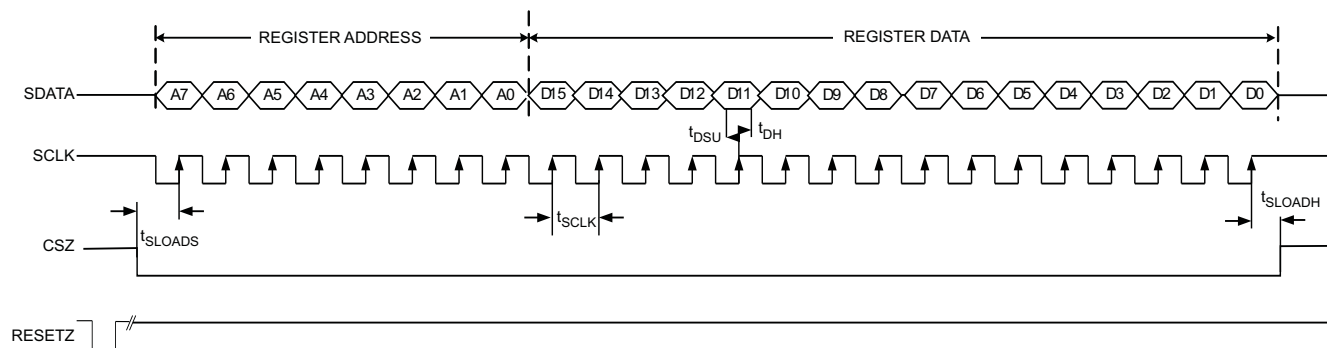 REGISTER ADDRESS REGISTER DATA
SDATA A7 A6 A5 A4 A3 A2 A1 A0 D15 D14 D13 D12 D11 D10 D9 D8 D7 D6 D5 D4 D3 D2 D1 D0
tDSU tDH
SCLK
tSLOADS tSCLK tSLOADH
CSZ
RESETZ